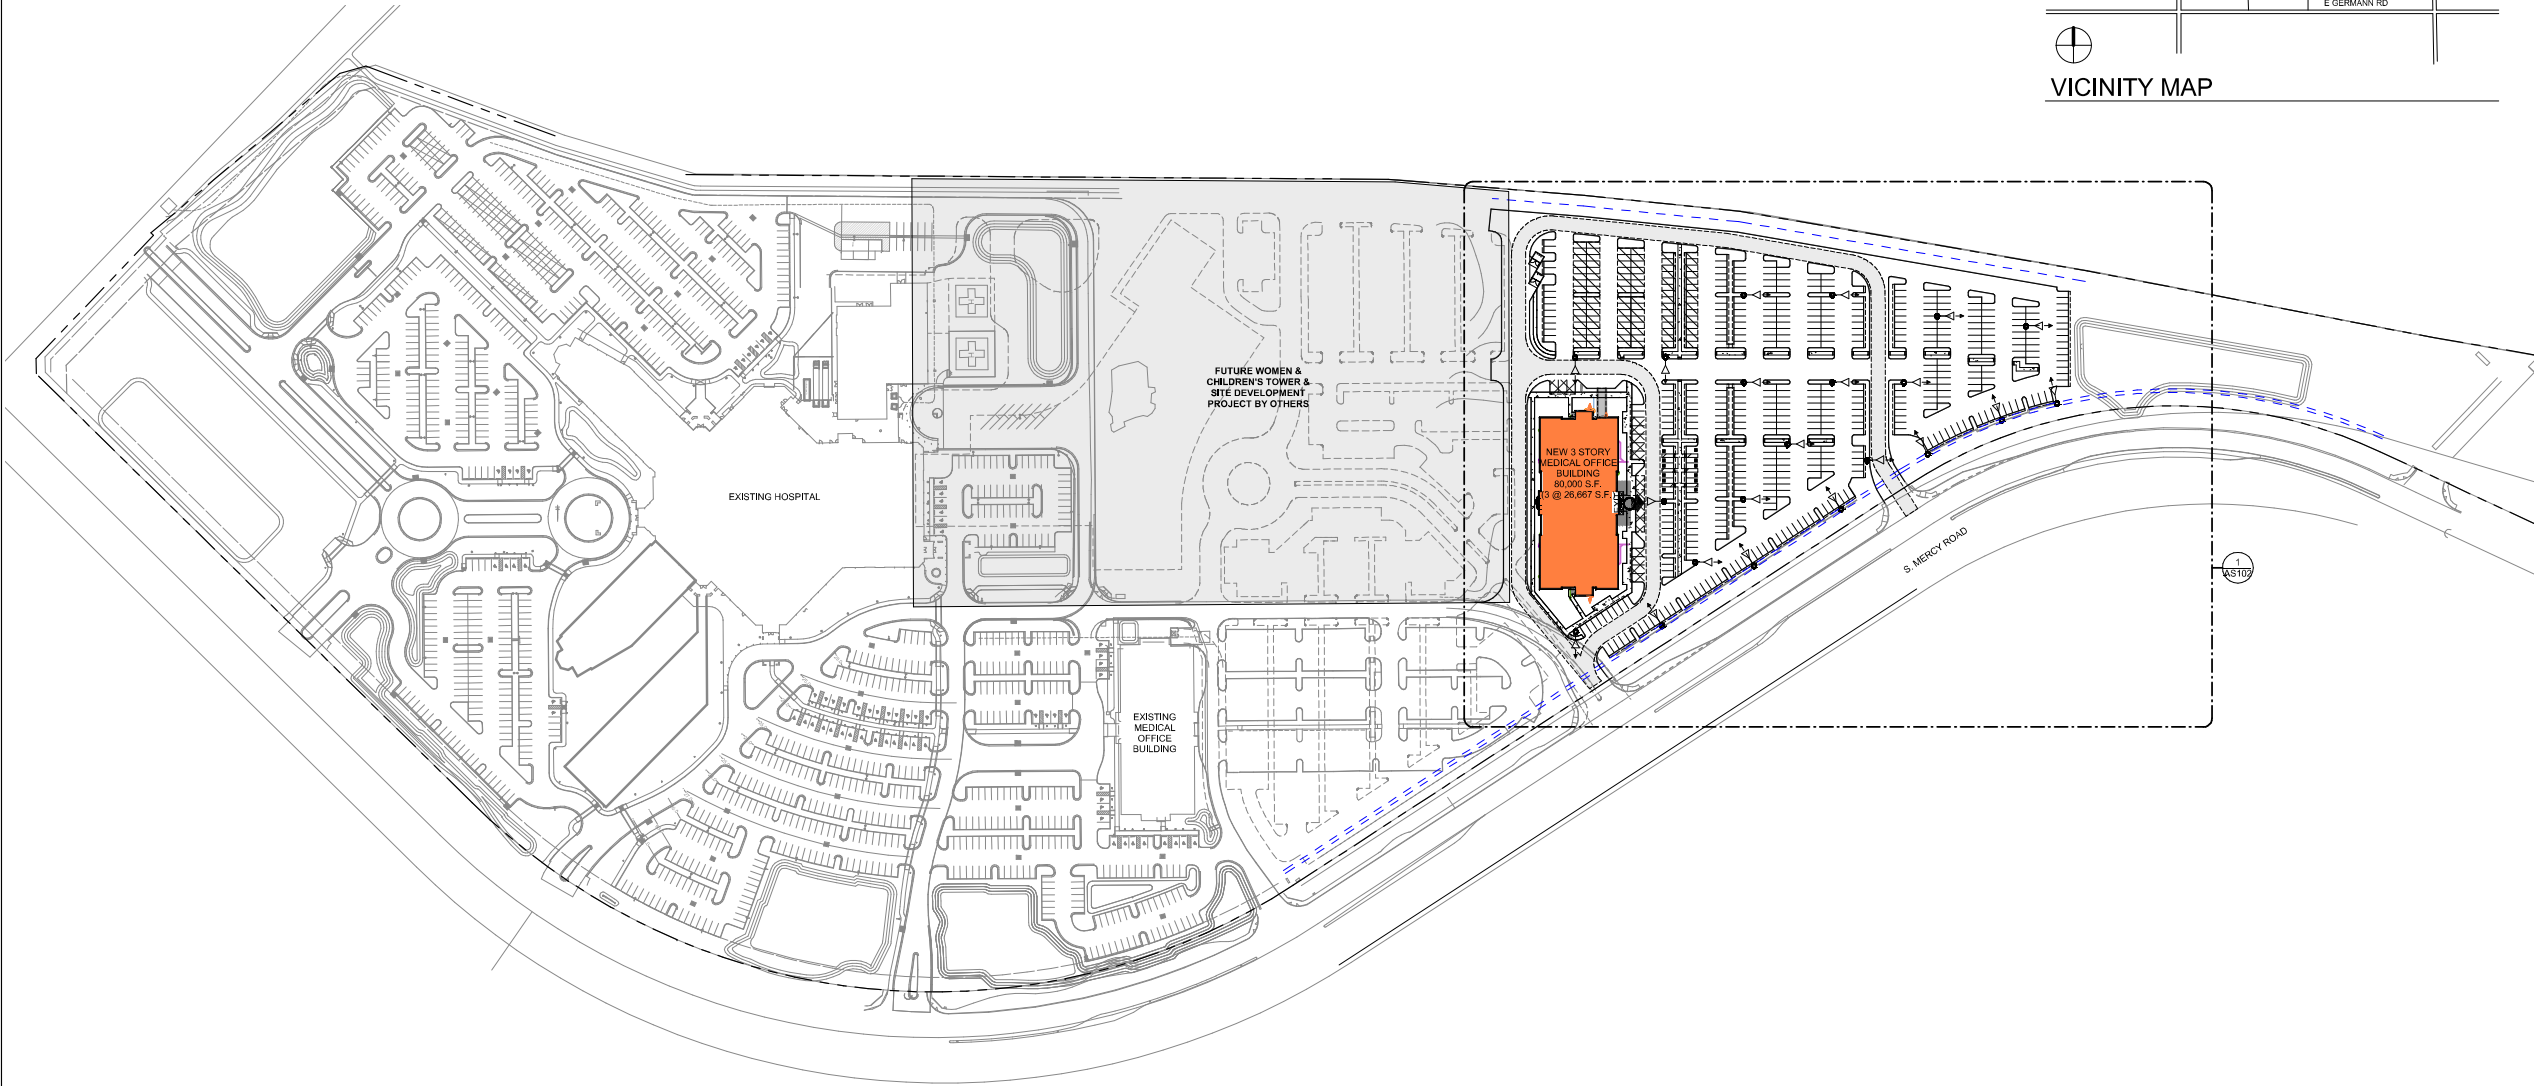 E GERMANN RD
VICINITY MAP
FUTURE WOMEN &
CHILDREN'S TOWER &
SITE DEVELOPMENT
PROJECT BY OTHERS
NEW 3 STORY
MEDICAL OFFICE
BUILDING
80,000 S.F.
(3 @ 26,667 S.F.)
EXISTING HOSPITAL
S. MERCY ROAD
1
AS102
EXISTING
MEDICAL
OFFICE
BUILDING